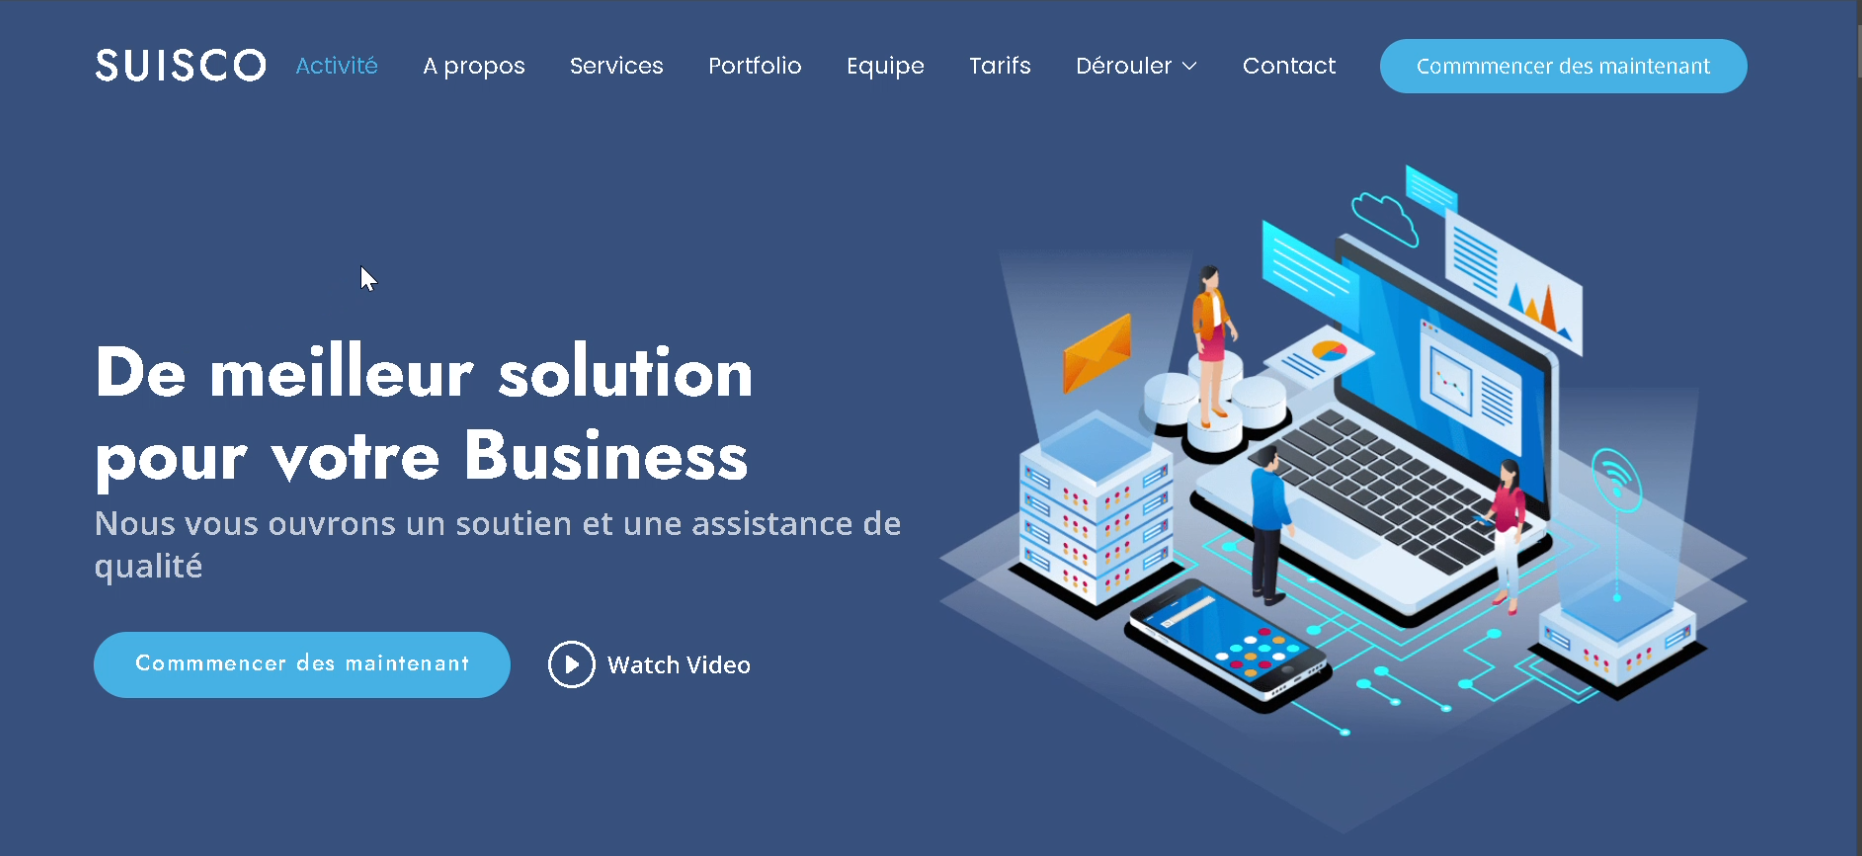 SUISCO Activité A propos Services Portfolio Equipe Tarifs Dérouler Contact Commmencer des maintenant
De meilleur solution
pour votre Business
Nous vous ouvrons un soutien et une assistance de
qualité
Commmencer des maintenant Watch Video